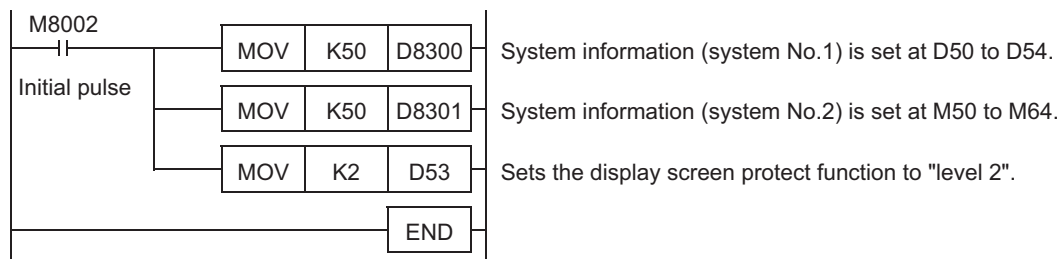 M8002
MOV K50 D8300 System information (system No.1) is set at D50 to D54.
Initial pulse
MOV K50 D8301 System information (system No.2) is set at M50 to M64.
MOV K2 D53 Sets the display screen protect function to "level 2".
END